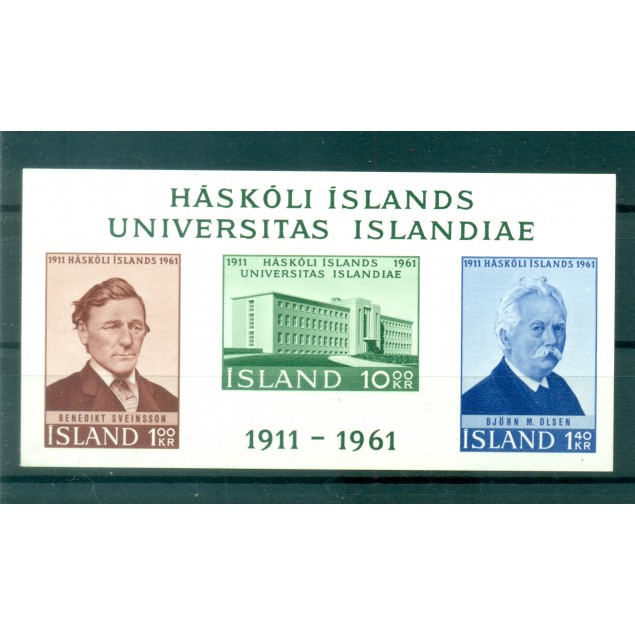 HÁSKÓLI ÍSLANDS
UNIVERSITAS ISLANDIAE
1911 HÁSKÓLI ÍSLANDS 1961
BENEDIKT SVEINSSON
ÍSLAND 1.00 KR
1911 HÁSKÓLI ÍSLANDS 1961
UNIVERSITAS ISLANDIAE
ÍSLAND 10.00 KR
1911 HÁSKÓLI ÍSLANDS 1961
BJÖRN M. OLSEN
ÍSLAND 1.40 KR
1911 - 1961